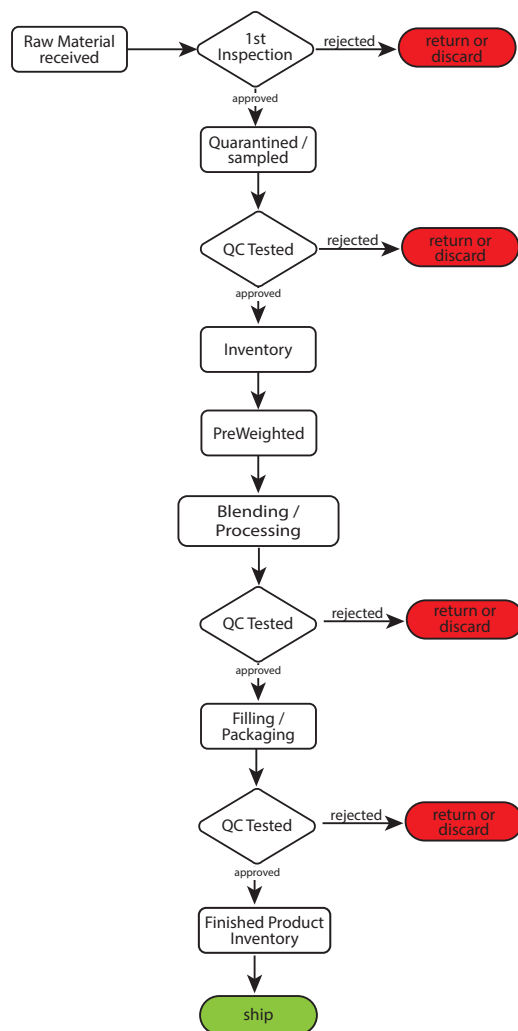 Raw Material
received
1st
Inspection
rejected
return or
discard
approved
Quarantined /
sampled
QC Tested
rejected
return or
discard
approved
Inventory
PreWeighted
Blending /
Processing
QC Tested
rejected
return or
discard
approved
Filling /
Packaging
QC Tested
rejected
return or
discard
approved
Finished Product
Inventory
ship